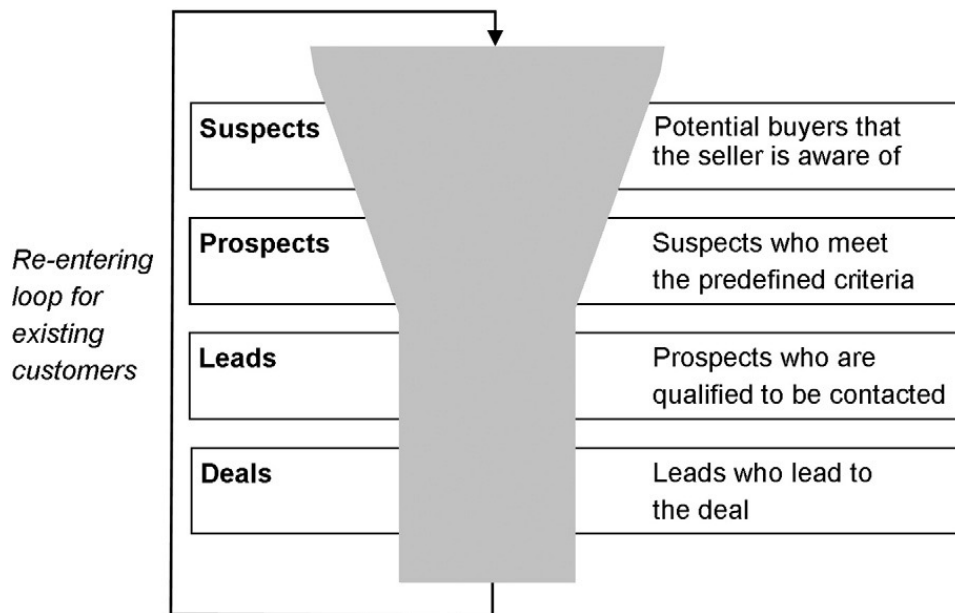 Suspects
Potential buyers that
the seller is aware of
Prospects
Suspects who meet
the predefined criteria
Re-entering
loop for
existing
customers
Leads
Prospects who are
qualified to be contacted
Deals
Leads who lead to
the deal